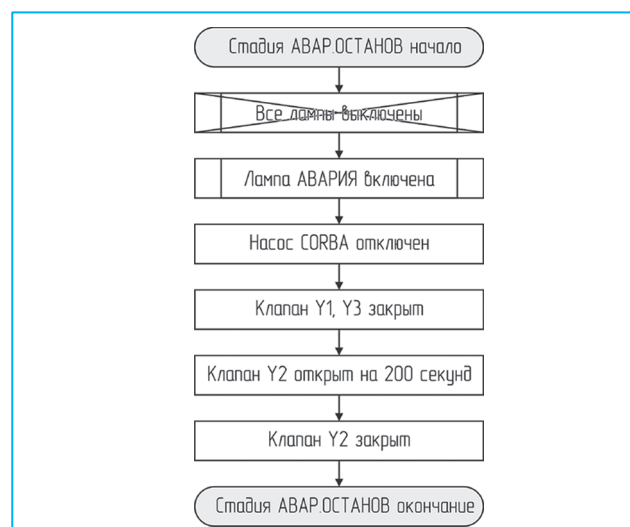 Стадия АВАР.ОСТАНОВ начало
Все лампы выключены
Лампа АВАРИЯ включена
Насос CORBA отключен
Клапан Y1, Y3 закрыт
Клапан Y2 открыт на 200 секунд
Клапан Y2 закрыт
Стадия АВАР.ОСТАНОВ окончание